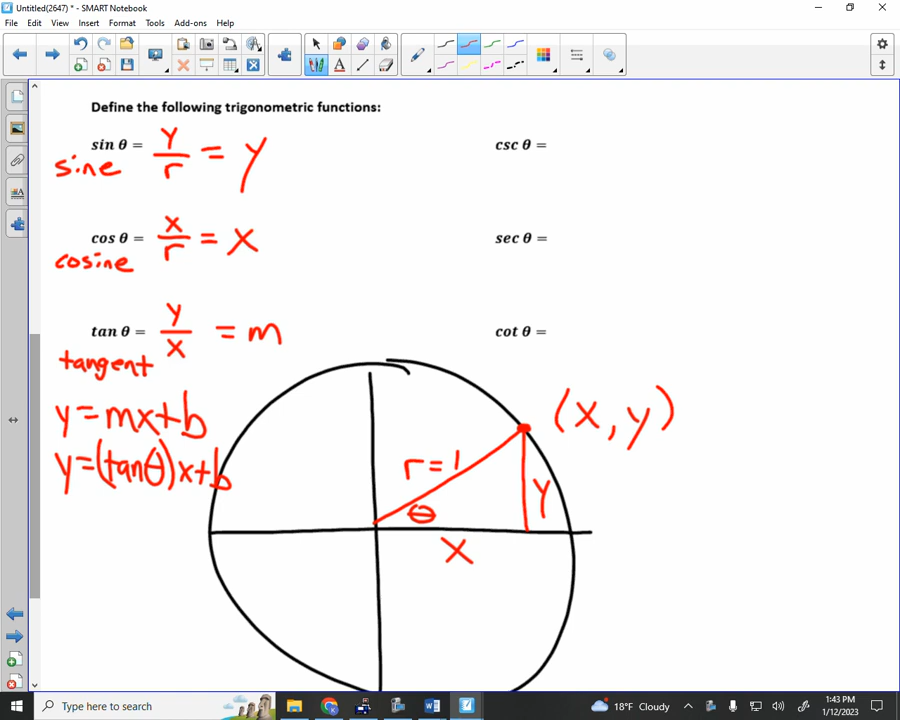 Untitled(2647) * - SMART Notebook
File Edit View Insert Format Tools Add-ons Help
Define the following trigonometric functions:
sin θ = y/r = y
csc θ =
sine
cos θ = x/r = x
sec θ =
cosine
tan θ = y/x = m
cot θ =
tangent
y=mx+b
(x, y)
y=(tanθ)x+b
r=1
y
θ
x
Type here to search
18°F Cloudy
1:43 PM
1/12/2023